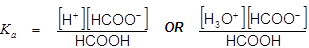 Kₐ = [H⁺][HCOO⁻] / HCOOH OR [H₃O⁺][HCOO⁻] / HCOOH